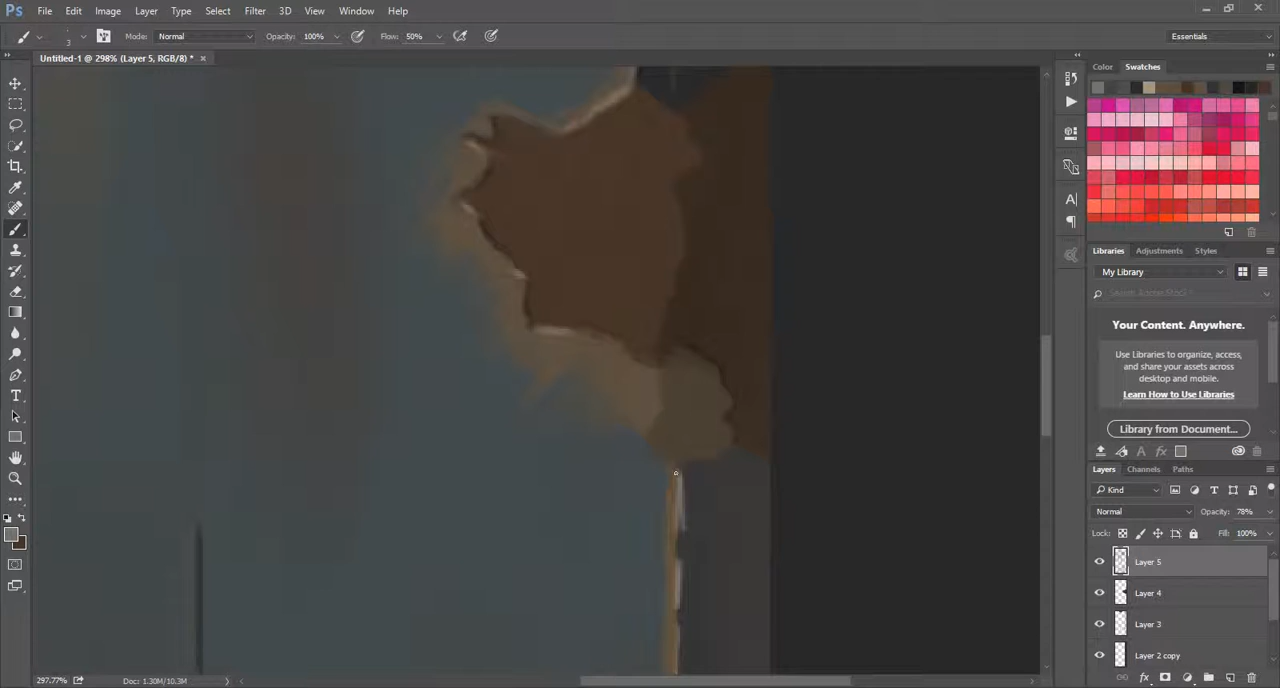 Ps File Edit Image Layer Type Select Filter 3D View Window Help
3 Mode: Normal Opacity: 100% Flow: 50% Essentials
Untitled-1 @ 298% (Layer 5, RGB/8) *
Color Swatches
Libraries Adjustments Styles
My Library
Search Adobe Stock
Your Content. Anywhere.
Use Libraries to organize, access,
and share your assets across
desktop and mobile.
Learn How to Use Libraries
Library from Document...
Layers Channels Paths
Kind
Normal Opacity: 78%
Lock: Fill: 100%
Layer 5
Layer 4
Layer 3
Layer 2 copy
297.77% Doc: 1.30M/10.3M